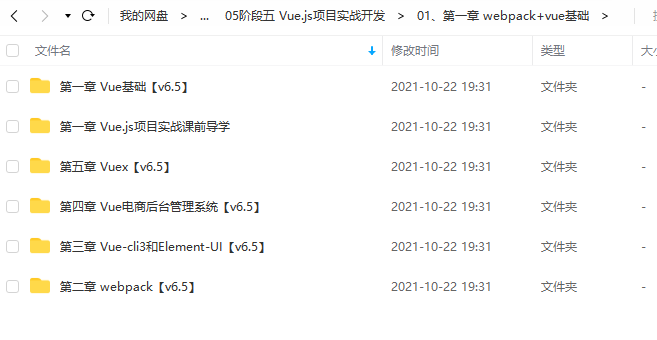 我的网盘 > ... 05阶段五 Vue.js项目实战开发 > 01、第一章 webpack+vue基础 >
文件名 修改时间 类型 大小
第一章 Vue基础【v6.5】 2021-10-22 19:31 文件夹 -
第一章 Vue.js项目实战课前导学 2021-10-22 19:31 文件夹 -
第五章 Vuex【v6.5】 2021-10-22 19:31 文件夹 -
第四章 Vue电商后台管理系统【v6.5】 2021-10-22 19:31 文件夹 -
第三章 Vue-cli3和Element-UI【v6.5】 2021-10-22 19:31 文件夹 -
第二章 webpack【v6.5】 2021-10-22 19:31 文件夹 -